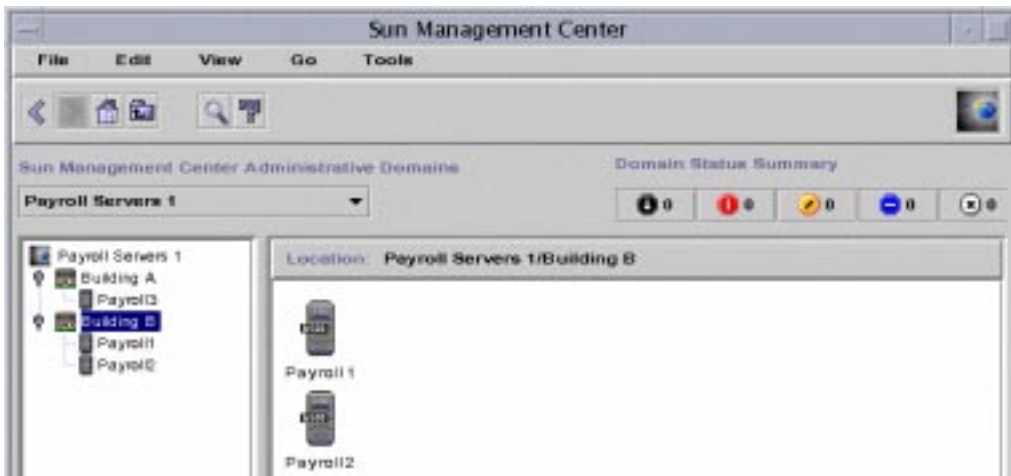 Sun Management Center
File Edit View Go Tools
Sun Management Center Administrative Domains
Domain Status Summary
Payroll Servers 1
0 0 0 0 0
Payroll Servers 1
Building A
Payroll3
Building B
Payroll1
Payroll2
Location: Payroll Servers 1/Building B
Payroll 1
Payroll2